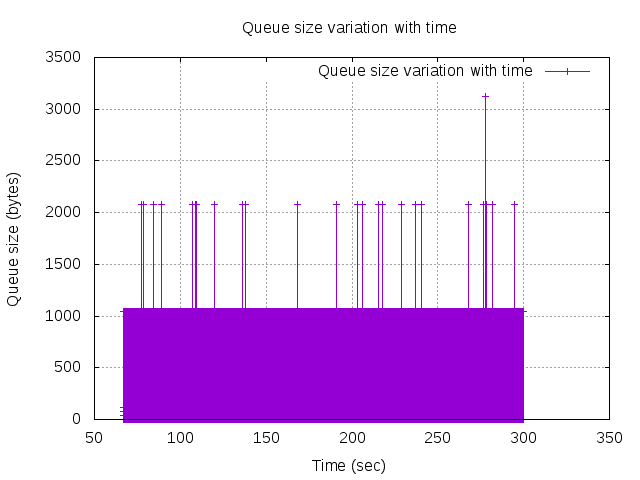 Queue size variation with time
Queue size variation with time
3500
3000
2500
2000
1500
1000
500
0
Queue size (bytes)
50 100 150 200 250 300 350
Time (sec)